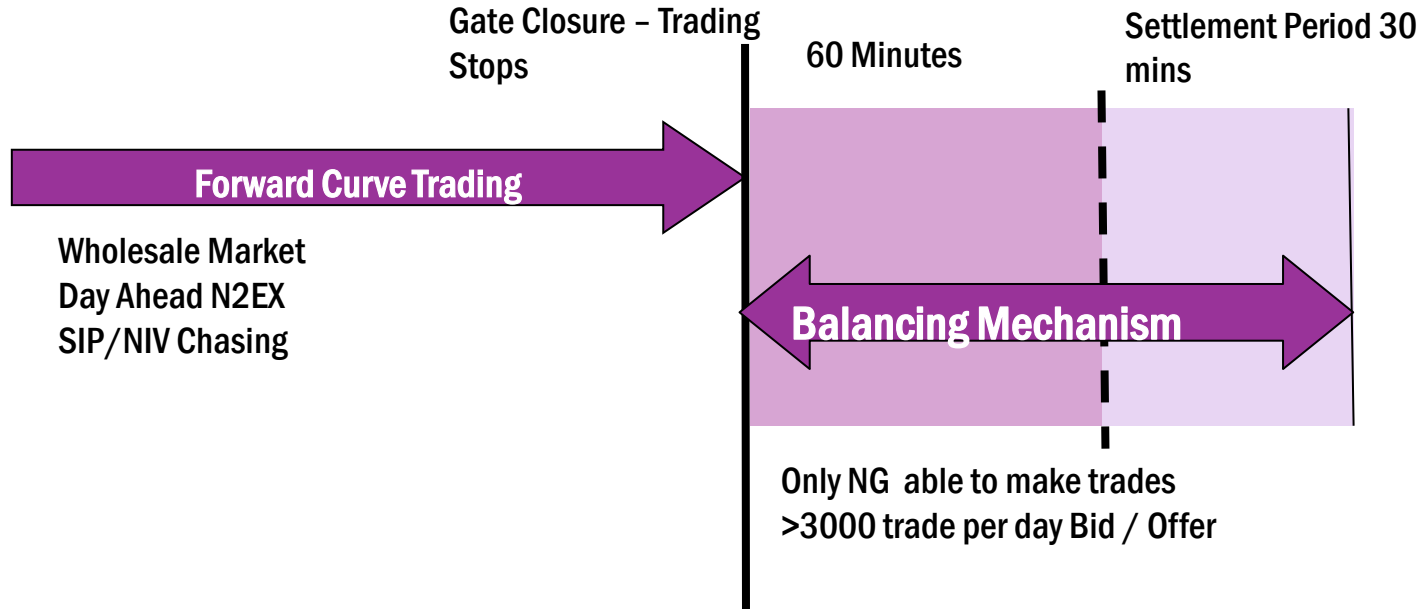 Gate Closure – Trading
Stops
60 Minutes
Settlement Period 30
mins
Forward Curve Trading
Wholesale Market
Day Ahead N2EX
SIP/NIV Chasing
Balancing Mechanism
Only NG able to make trades
>3000 trade per day Bid / Offer